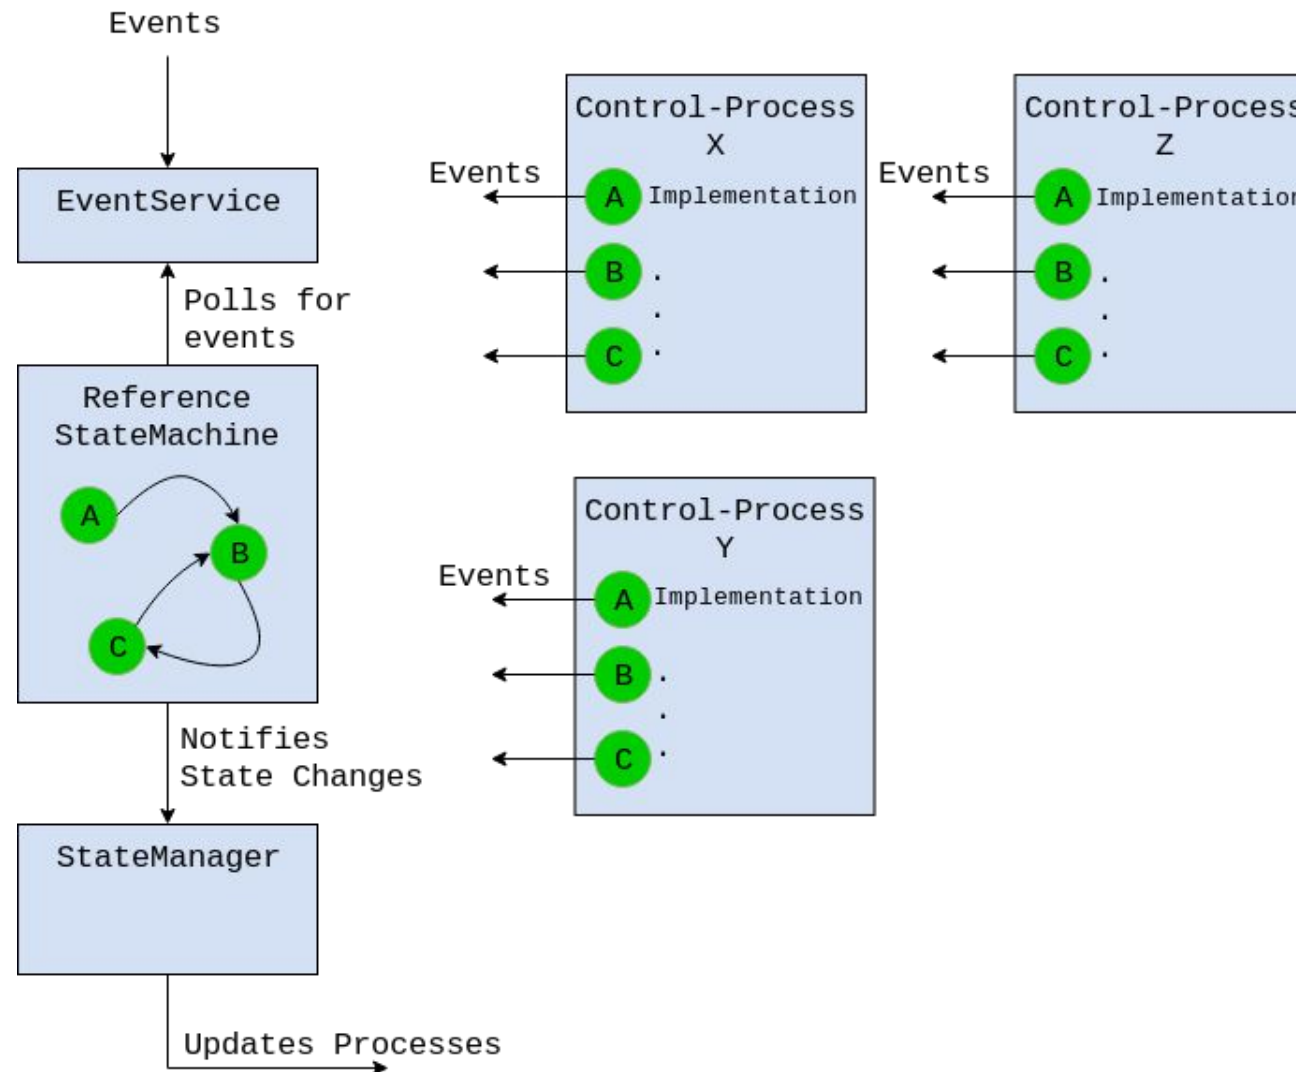 Events
EventService
Polls for
events
Reference
StateMachine
A
B
C
Notifies
State Changes
StateManager
Updates Processes
Control-Process
X
Events
A Implementation
B .
.
C .
Control-Process
Z
Events
A Implementation
B .
.
C .
Control-Process
Y
Events
A Implementation
B .
.
C .